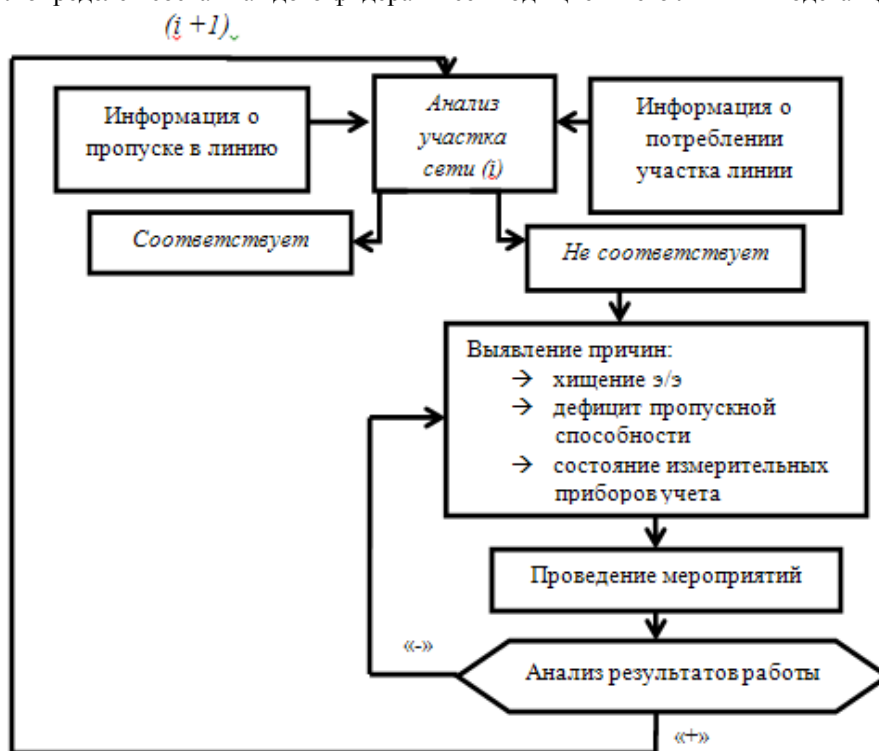 (i +1)
Информация о
пропуске в линию
Анализ
участка
сети (i)
Информация о
потреблении
участка линии
Соответствует
Не соответствует
Выявление причин:
→ хищение э/э
→ дефицит пропускной
способности
→ состояние измерительных
приборов учета
Проведение мероприятий
«-»
Анализ результатов работы
«+»